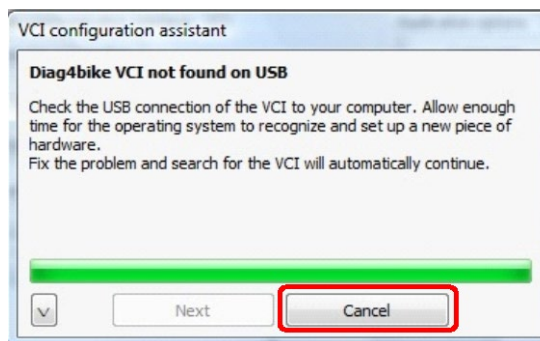 VCI configuration assistant
Diag4bike VCI not found on USB
Check the USB connection of the VCI to your computer. Allow enough
time for the operating system to recognize and set up a new piece of
hardware.
Fix the problem and search for the VCI will automatically continue.
Next
Cancel